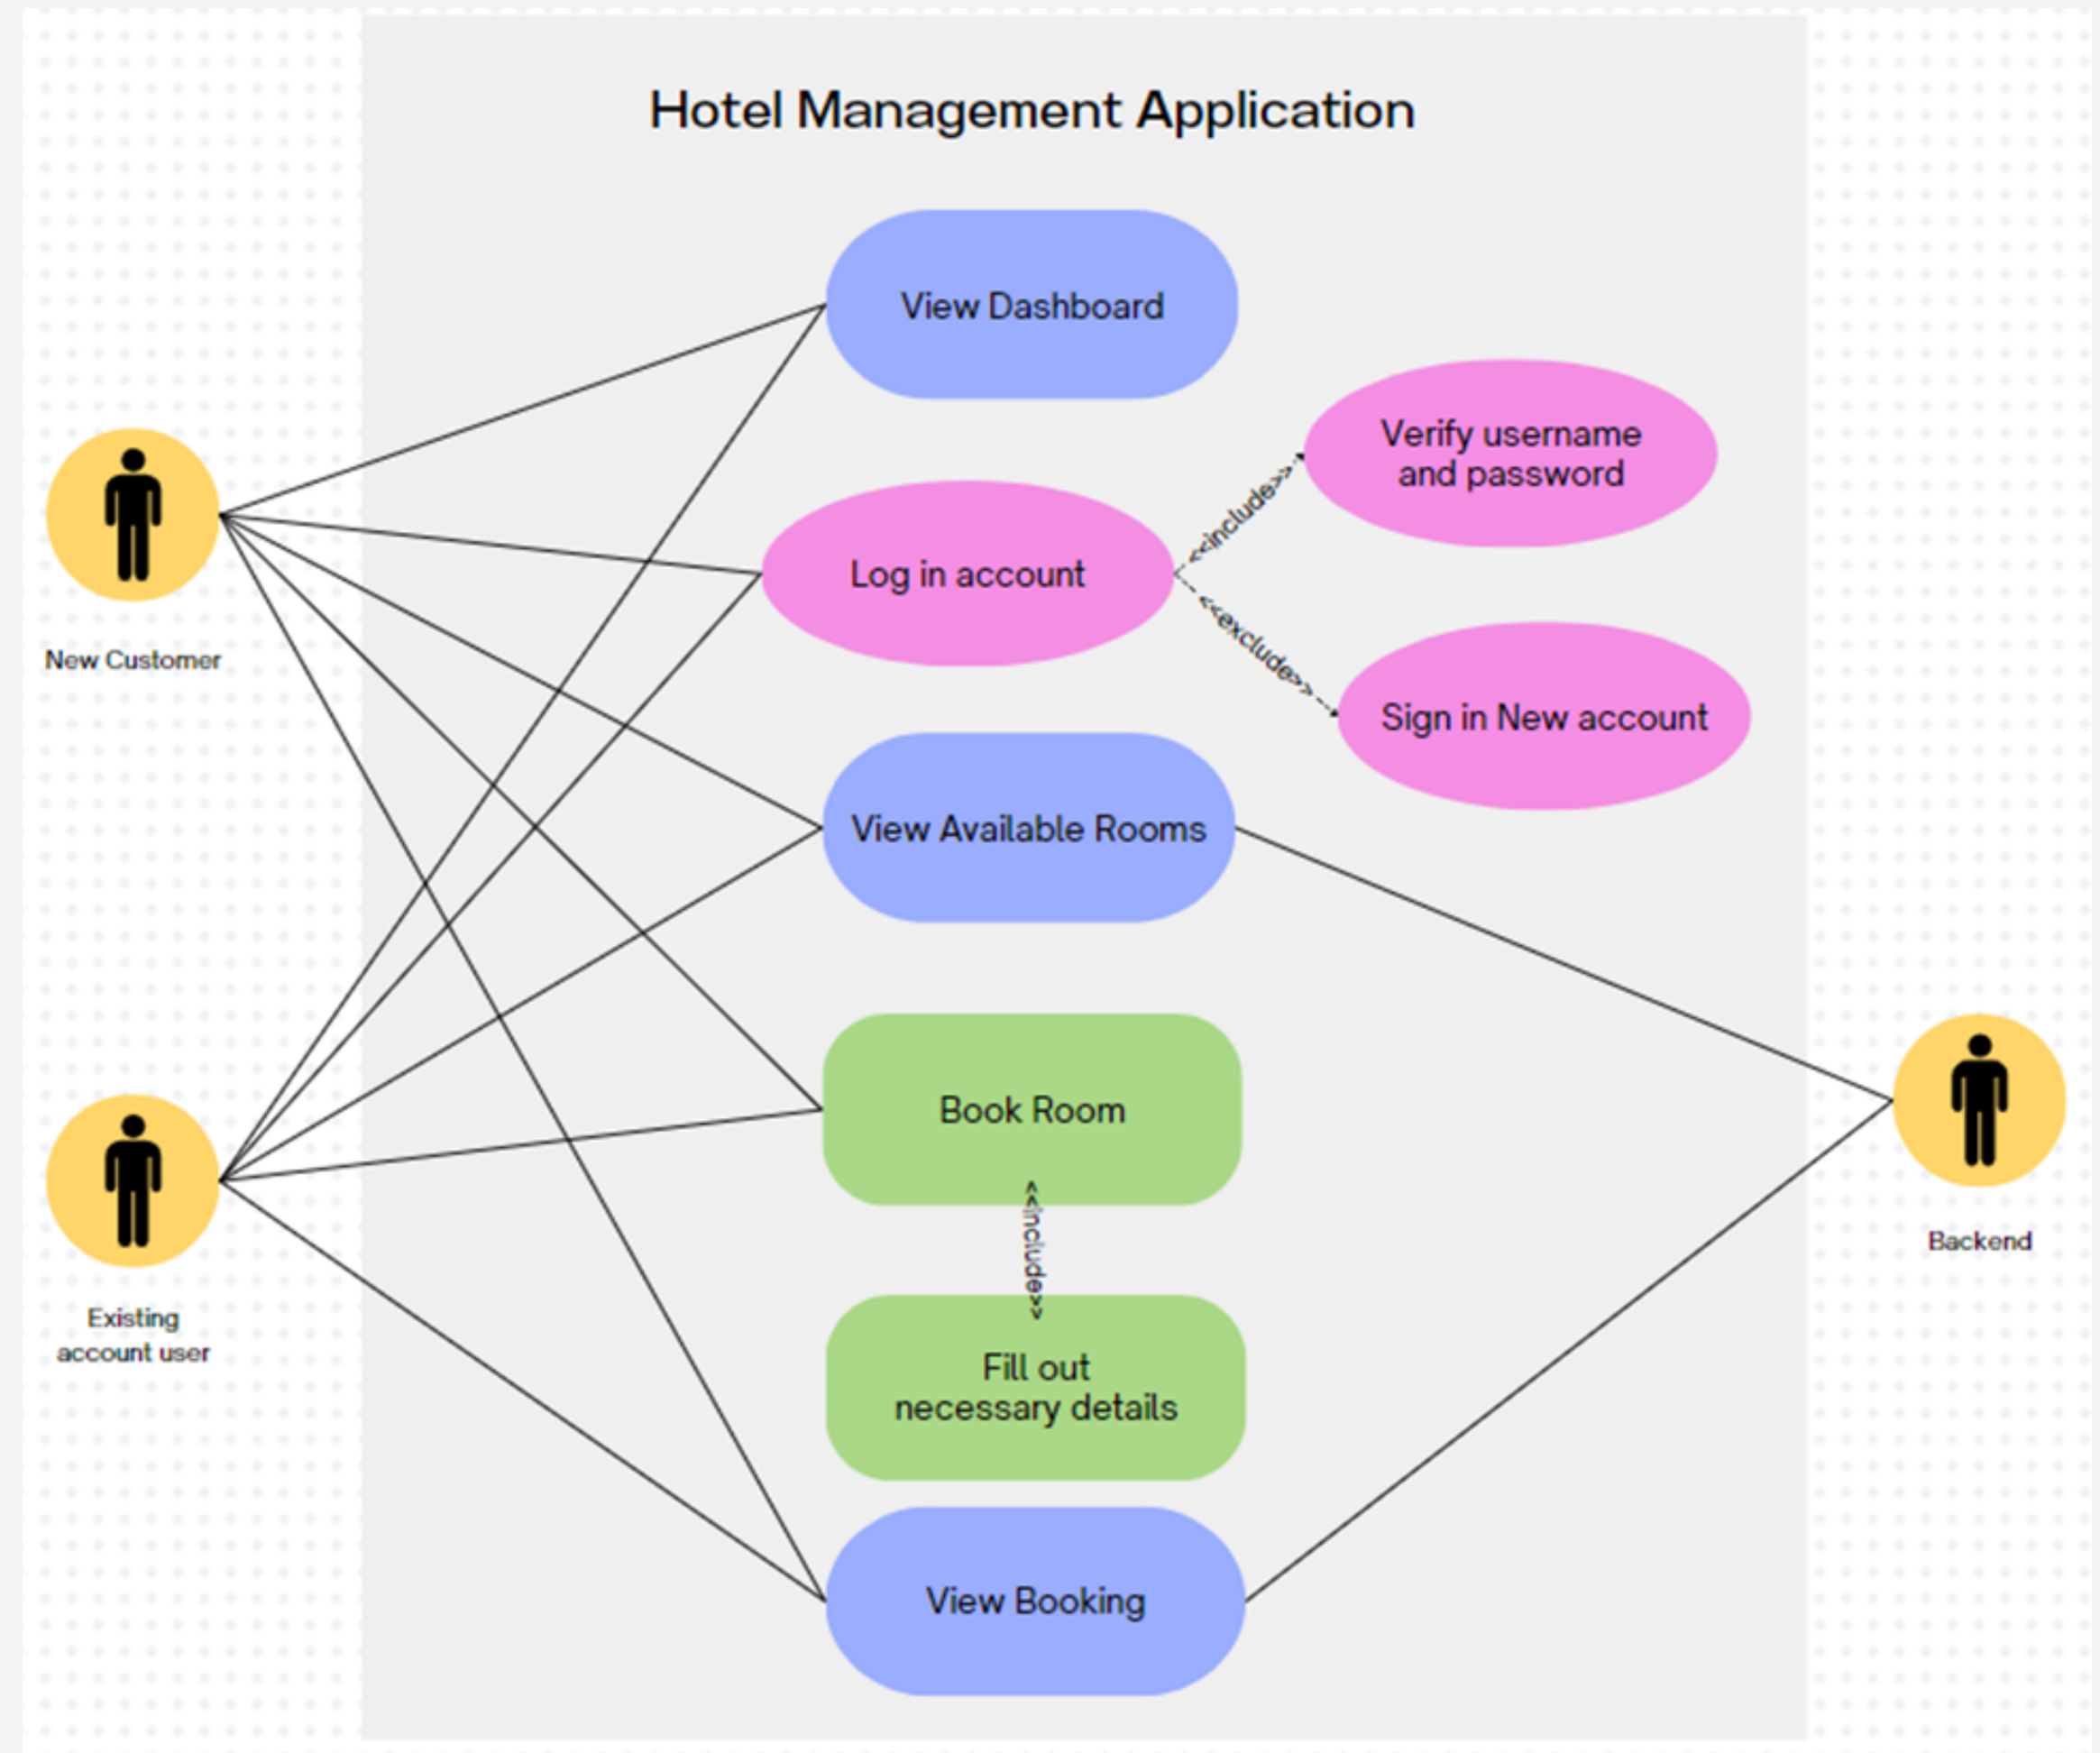 Hotel Management Application
View Dashboard
Verify username
and password
<<include>>
Log in account
<<exclude>>
Sign in New account
New Customer
View Available Rooms
Book Room
<<include>>
Backend
Existing
account user
Fill out
necessary details
View Booking